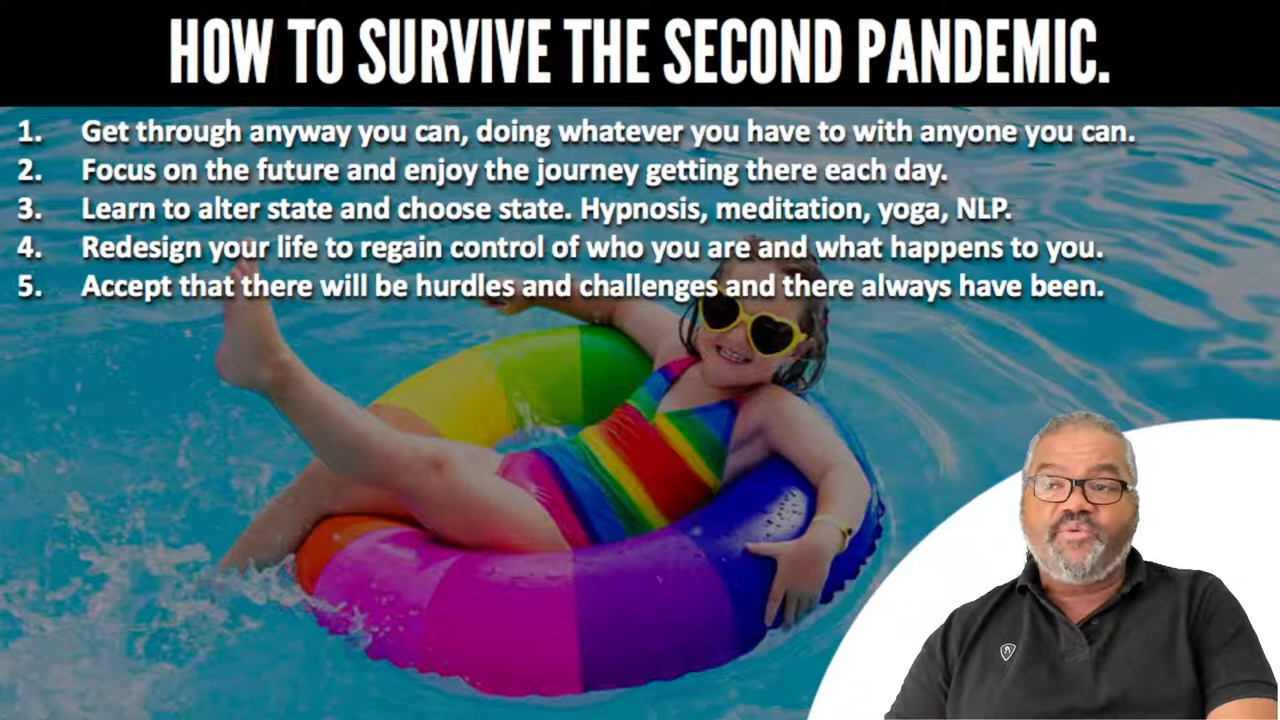 HOW TO SURVIVE THE SECOND PANDEMIC.
1. Get through anyway you can, doing whatever you have to with anyone you can.
2. Focus on the future and enjoy the journey getting there each day.
3. Learn to alter state and choose state. Hypnosis, meditation, yoga, NLP.
4. Redesign your life to regain control of who you are and what happens to you.
5. Accept that there will be hurdles and challenges and there always have been.